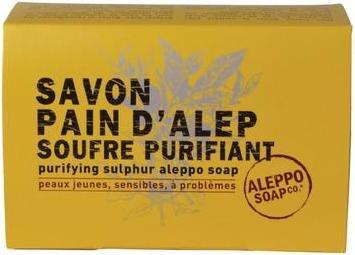 SAVON
PAIN D'ALEP
SOUFRE PURIFIANT
purifying sulphur aleppo soap
peaux jeunes, sensibles, à problèmes
ALEPPO
SOAP CO.®